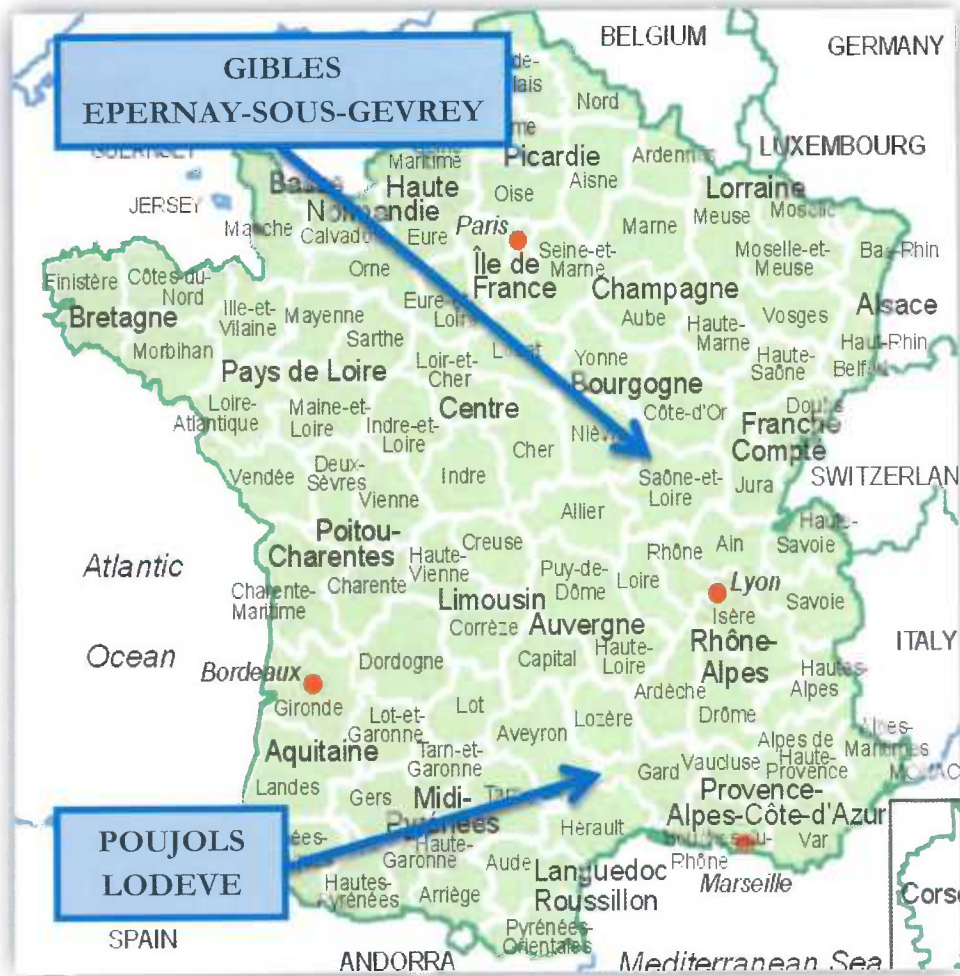 BELGIUM
GERMANY
GIBLES
EPERNAY-SOUS-GEVREY
Nord
LUXEMBOURG
Maritime
Picardie
Oise
Aisne
Haute
Lorraine
Meuse
Marne
JERSEY
Calvados
Eure
Paris
Seine-et-
Marne
Moselle-et-
Meuse
Orne
Île de
France
Champagne
Finistère
Côtes-du-
Nord
Ille-et-
Vilaine
Mayenne
Bretagne
Sarthe
Aube
Haute-
Marne
Vosges
Alsace
Haut-Rhin
Morbihan
Pays de Loire
Loir-et-
Cher
Yonne
Haute-
Saône
Bourgogne
Loire-
Atlantique
Maine-et-
Loire
Indre-et-
Loire
Centre
Côte-d'Or
Franche
Compté
Cher
Vendée
Deux-
Sèvres
Vienne
Indre
Saône-et-
Loire
Jura
SWITZERLAN
Allier
Poitou-
Charentes
Haute-
Vienne
Creuse
Rhône
Ain
Haute-
Savoie
Atlantic
Ocean
Charente-
Maritime
Charente
Limousin
Puy-de-
Dôme
Loire
Lyon
Isère
Savoie
Corrèze
Auvergne
Rhône-
Alpes
ITALY
Bordeaux
Dordogne
Capital
Haute-
Loire
Hautes-
Alpes
Gironde
Ardèche
Drôme
Lot-et-
Garonne
Lot
Aveyron
Lozère
Aquitaine
Tarn-et-
Garonne
Alpes de
Haute-
Provence
Landes
Gers
Midi-
Pyrénées
Gard
Vaucluse
Provence-
Alpes-Côte-d'Azur
POUJOLS
LODEVE
Haute-
Garonne
Hérault
Var
Rhône
Marseille
Hautes-
Pyrénées
Arriège
Aude
Languedoc
Roussillon
Corse
Pyrénées-
Orientales
SPAIN
ANDORRA
Mediterranean Sea